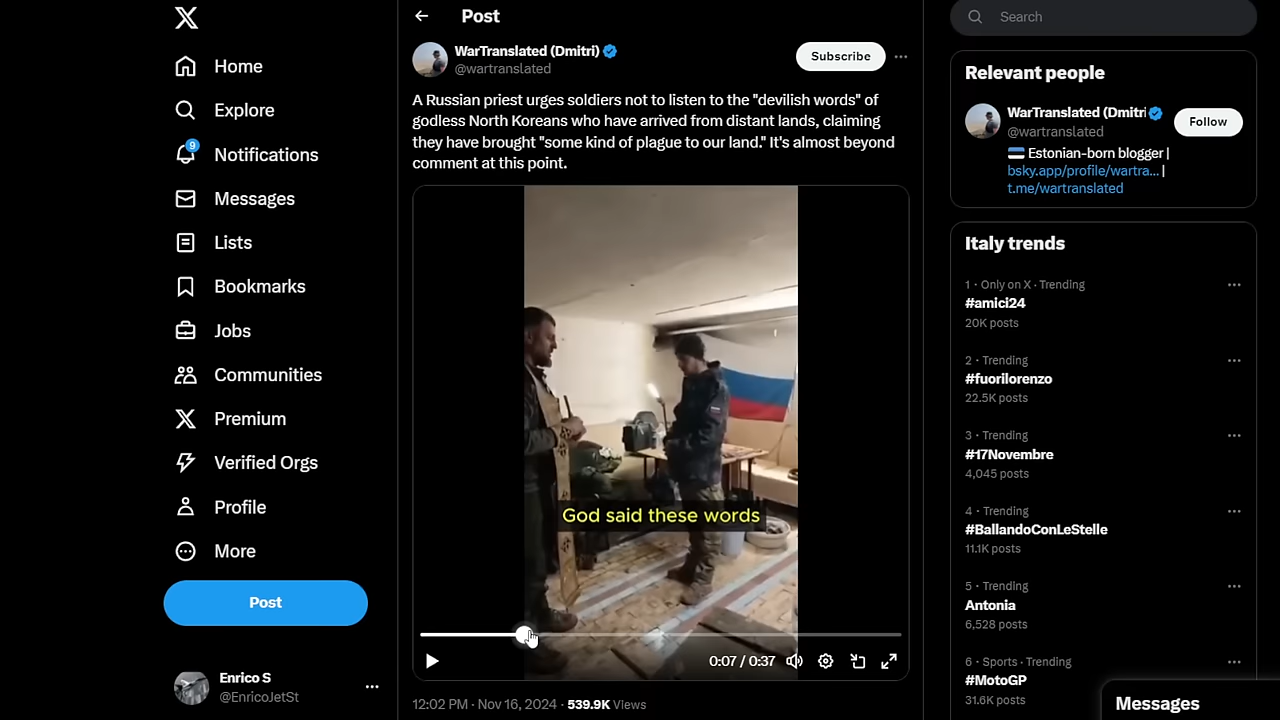 Home
Explore
9
Notifications
Messages
Lists
Bookmarks
Jobs
Communities
Premium
Verified Orgs
Profile
More
Post
Enrico S
@EnricoJetSt
Post
WarTranslated (Dmitri)
@wartranslated
Subscribe
A Russian priest urges soldiers not to listen to the "devilish words" of
godless North Koreans who have arrived from distant lands, claiming
they have brought "some kind of plague to our land." It's almost beyond
comment at this point.
God said these words
0:07 / 0:37
12:02 PM · Nov 16, 2024 · 539.9K Views
Search
Relevant people
WarTranslated (Dmitri
@wartranslated
Follow
Estonian-born blogger |
bsky.app/profile/wartra... |
t.me/wartranslated
Italy trends
1 · Only on X · Trending
#amici24
20K posts
2 · Trending
#fuorilorenzo
22.5K posts
3 · Trending
#17Novembre
4,045 posts
4 · Trending
#BallandoConLeStelle
11.1K posts
5 · Trending
Antonia
6,528 posts
6 · Sports · Trending
#MotoGP
31.6K posts
Messages